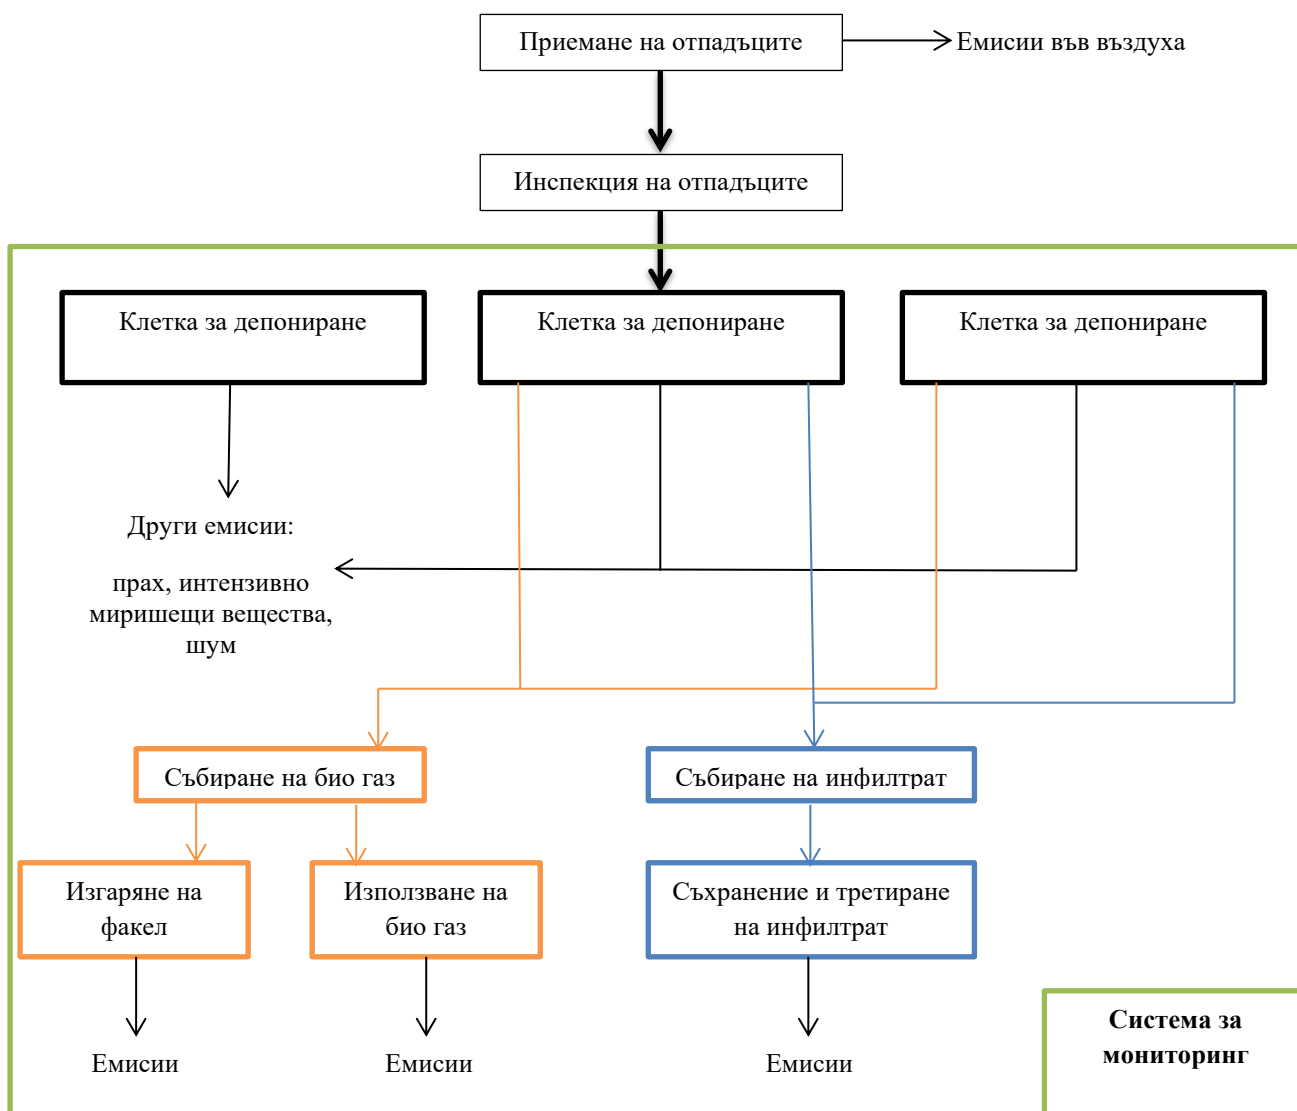 Приемане на отпадъците
Емисии във въздуха
Инспекция на отпадъците
Клетка за депониране
Клетка за депониране
Клетка за депониране
Други емисии:
прах, интензивно
миришещи вещества,
шум
Събиране на био газ
Събиране на инфилтрат
Изгаряне на
факел
Използване на
био газ
Съхранение и третиране
на инфилтрат
Емисии
Емисии
Емисии
Система за
мониторинг